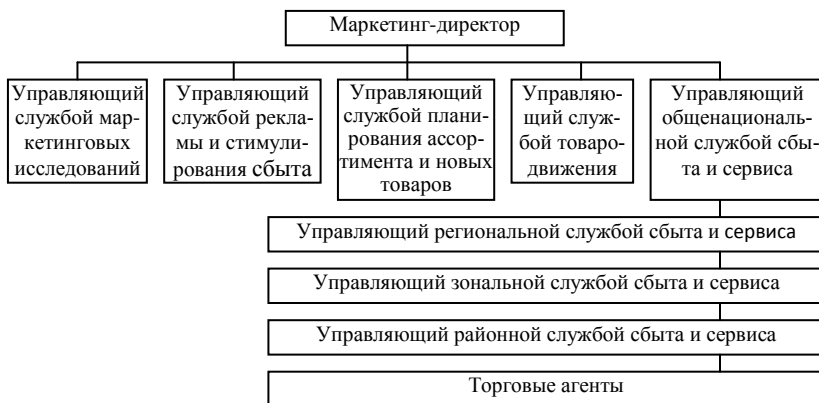 Маркетинг-директор
Управляющий
службой мар-
кетинговых
исследований
Управляющий
службой рекла-
мы и стимули-
рования сбыта
Управляющий
службой плани-
рования ассор-
тимента и новых
товаров
Управляю-
щий служ-
бой товаро-
движения
Управляющий
общенациональ-
ной службой сбы-
та и сервиса
Управляющий региональной службой сбыта и сервиса
Управляющий зональной службой сбыта и сервиса
Управляющий районной службой сбыта и сервиса
Торговые агенты